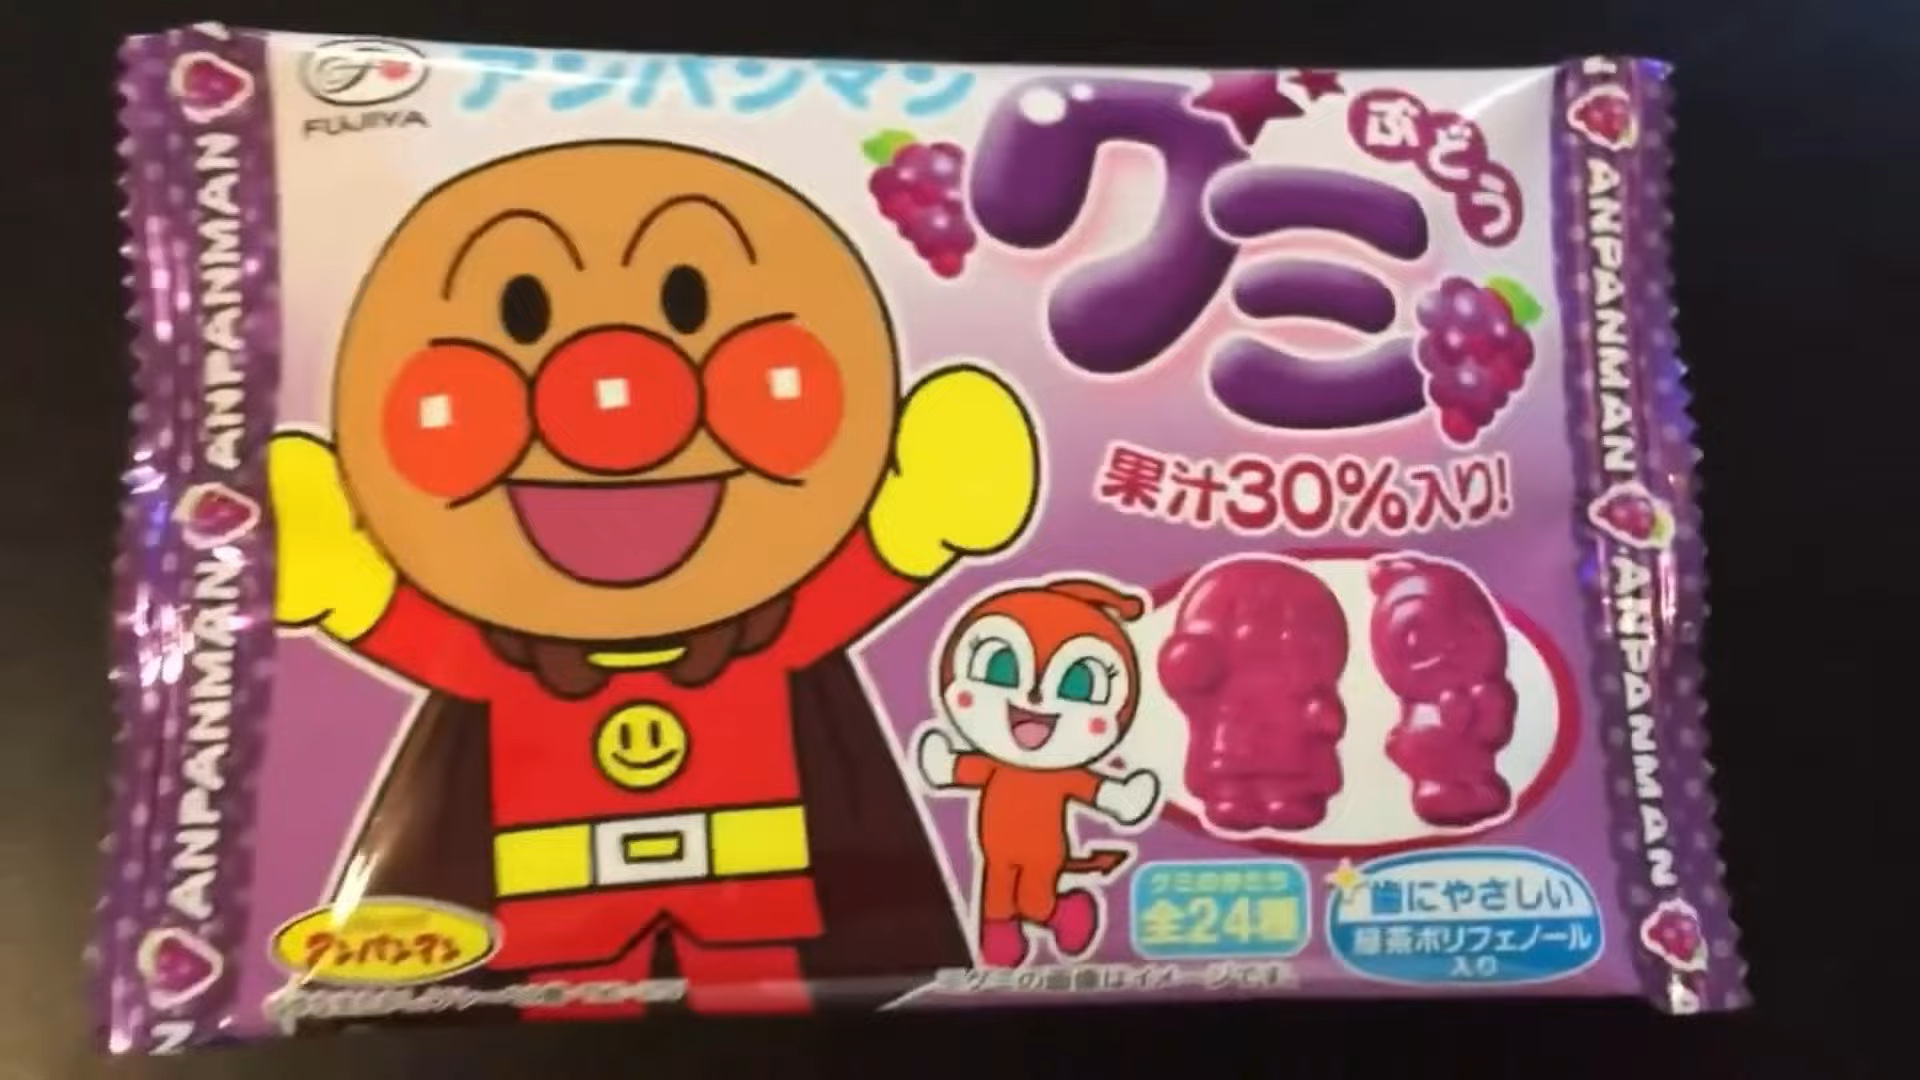 FUJIYA
アンパンマン
グミ
ぶどう
果汁30%入り!
グミのかたち
全24種
歯にやさしい
緑茶ポリフェノール
入り
アンパンマン
※グミの画像はイメージです
ANPANMAN
ANPANMAN
ANPANMAN
ANPANMAN
ANPANMAN